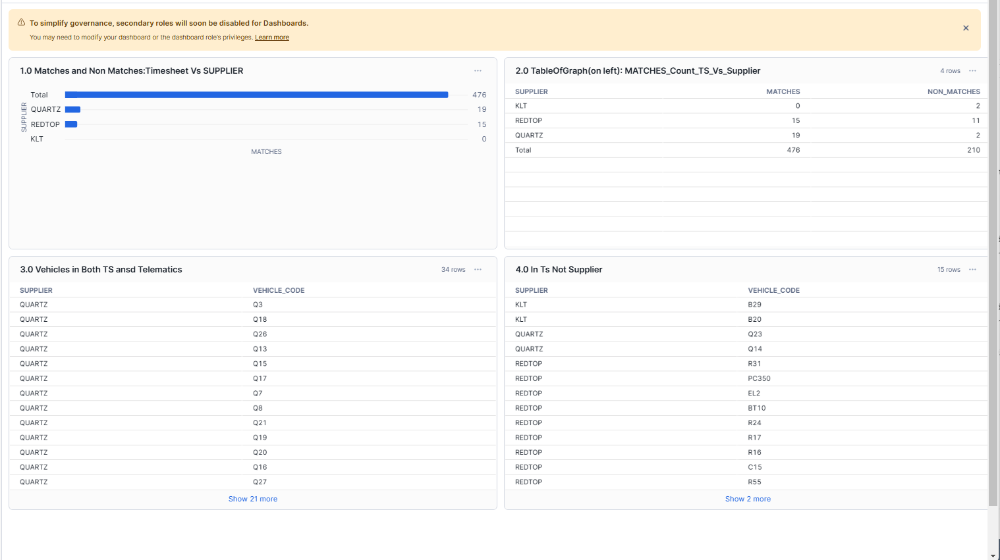 To simplify governance, secondary roles will soon be disabled for Dashboards.
You may need to modify your dashboard or the dashboard role's privileges. Learn more
1.0 Matches and Non Matches:Timesheet Vs SUPPLIER
SUPPLIER
Total 476
QUARTZ 19
REDTOP 15
KLT 0
MATCHES
2.0 TableOfGraph(on left): MATCHES_Count_TS_Vs_Supplier 4 rows
SUPPLIER MATCHES NON_MATCHES
KLT 0 2
REDTOP 15 11
QUARTZ 19 2
Total 476 210
3.0 Vehicles in Both TS ansd Telematics 34 rows
SUPPLIER VEHICLE_CODE
QUARTZ Q3
QUARTZ Q18
QUARTZ Q26
QUARTZ Q13
QUARTZ Q15
QUARTZ Q17
QUARTZ Q7
QUARTZ Q8
QUARTZ Q21
QUARTZ Q19
QUARTZ Q20
QUARTZ Q16
QUARTZ Q27
Show 21 more
4.0 In Ts Not Supplier 15 rows
SUPPLIER VEHICLE_CODE
KLT B29
KLT B20
QUARTZ Q23
QUARTZ Q14
REDTOP R31
REDTOP PC350
REDTOP EL2
REDTOP BT10
REDTOP R24
REDTOP R17
REDTOP R16
REDTOP C15
REDTOP R55
Show 2 more